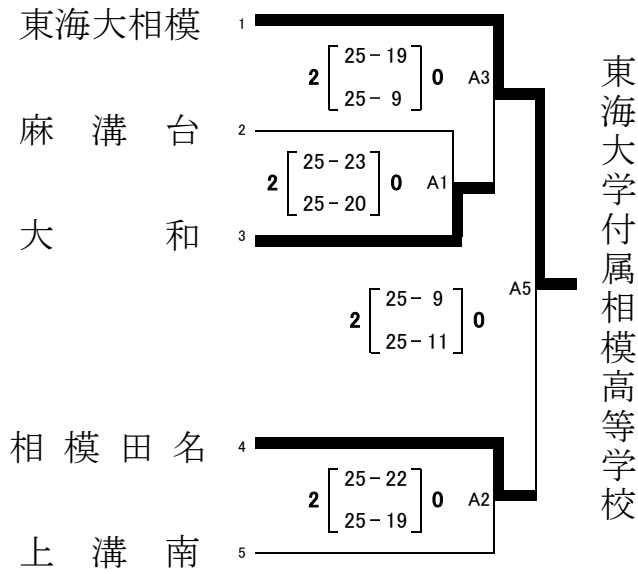 東海大相模 1
2 25-19 0 A3
25- 9
麻溝台 2
2 25-23 0 A1
25-20
大和 3
A5
2 25- 9 0
25-11
相模田名 4
2 25-22 0 A2
25-19
上溝南 5
東海大学付属相模高等学校